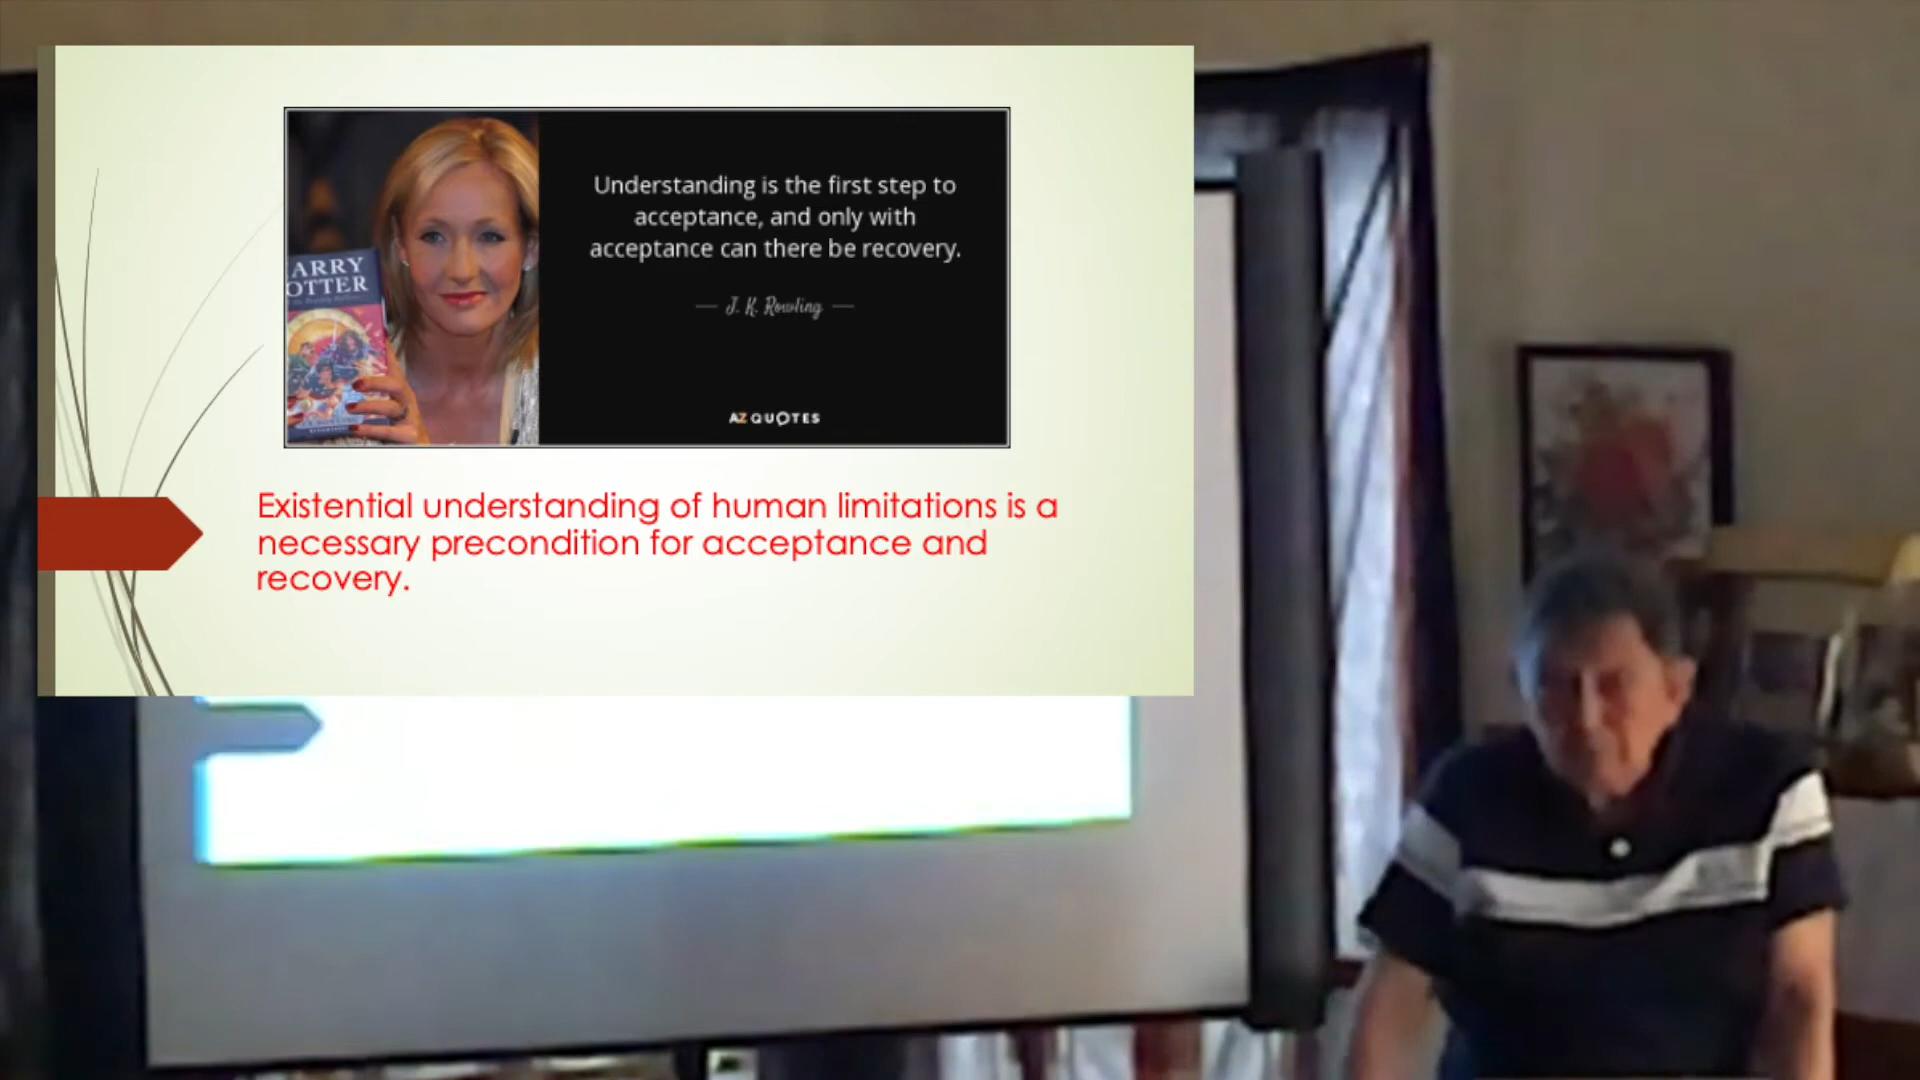 Understanding is the first step to
acceptance, and only with
acceptance can there be recovery.
— J. K. Rowling —
AZ QUOTES
ARRY
OTTER
Existential understanding of human limitations is a
necessary precondition for acceptance and
recovery.